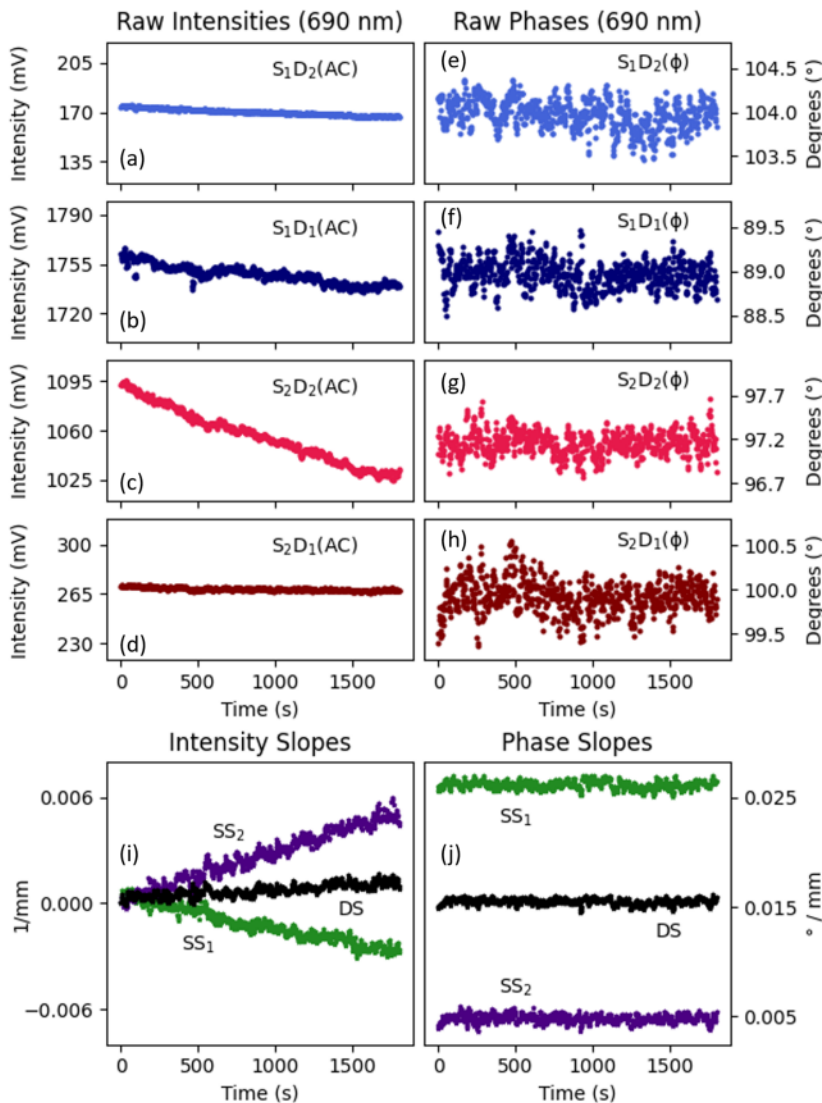 Raw Intensities (690 nm)
Raw Phases (690 nm)
Intensity (mV)
205
170
135
S₁D₂(AC)
(a)
(e)
S₁D₂(ϕ)
104.5
104.0
103.5
Degrees (°)
Intensity (mV)
1790
1755
1720
S₁D₁(AC)
(b)
(f)
S₁D₁(ϕ)
89.5
89.0
88.5
Degrees (°)
Intensity (mV)
1095
1060
1025
S₂D₂(AC)
(c)
(g)
S₂D₂(ϕ)
97.7
97.2
96.7
Degrees (°)
Intensity (mV)
300
265
230
S₂D₁(AC)
(d)
(h)
S₂D₁(ϕ)
100.5
100.0
99.5
Degrees (°)
0 500 1000 1500
Time (s)
0 500 1000 1500
Time (s)
Intensity Slopes
Phase Slopes
1/mm
0.006
0.000
−0.006
(i)
SS₂
DS
SS₁
(j)
SS₁
DS
SS₂
0.025
0.015
0.005
° / mm
0 500 1000 1500
Time (s)
0 500 1000 1500
Time (s)